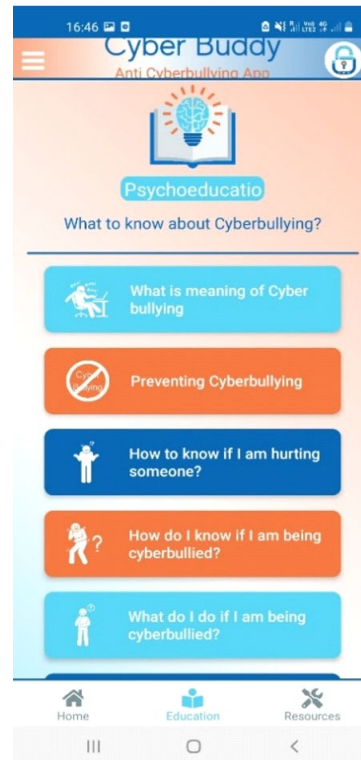 16:46
Cyber Buddy
Anti Cyberbullying App
Psychoeducatio
What to know about Cyberbullying?
What is meaning of Cyber
bullying
Cyber
Bullying
Preventing Cyberbullying
How to know if I am hurting
someone?
How do I know if I am being
cyberbullied?
What do I do if I am being
cyberbullied?
Home
Education
Resources